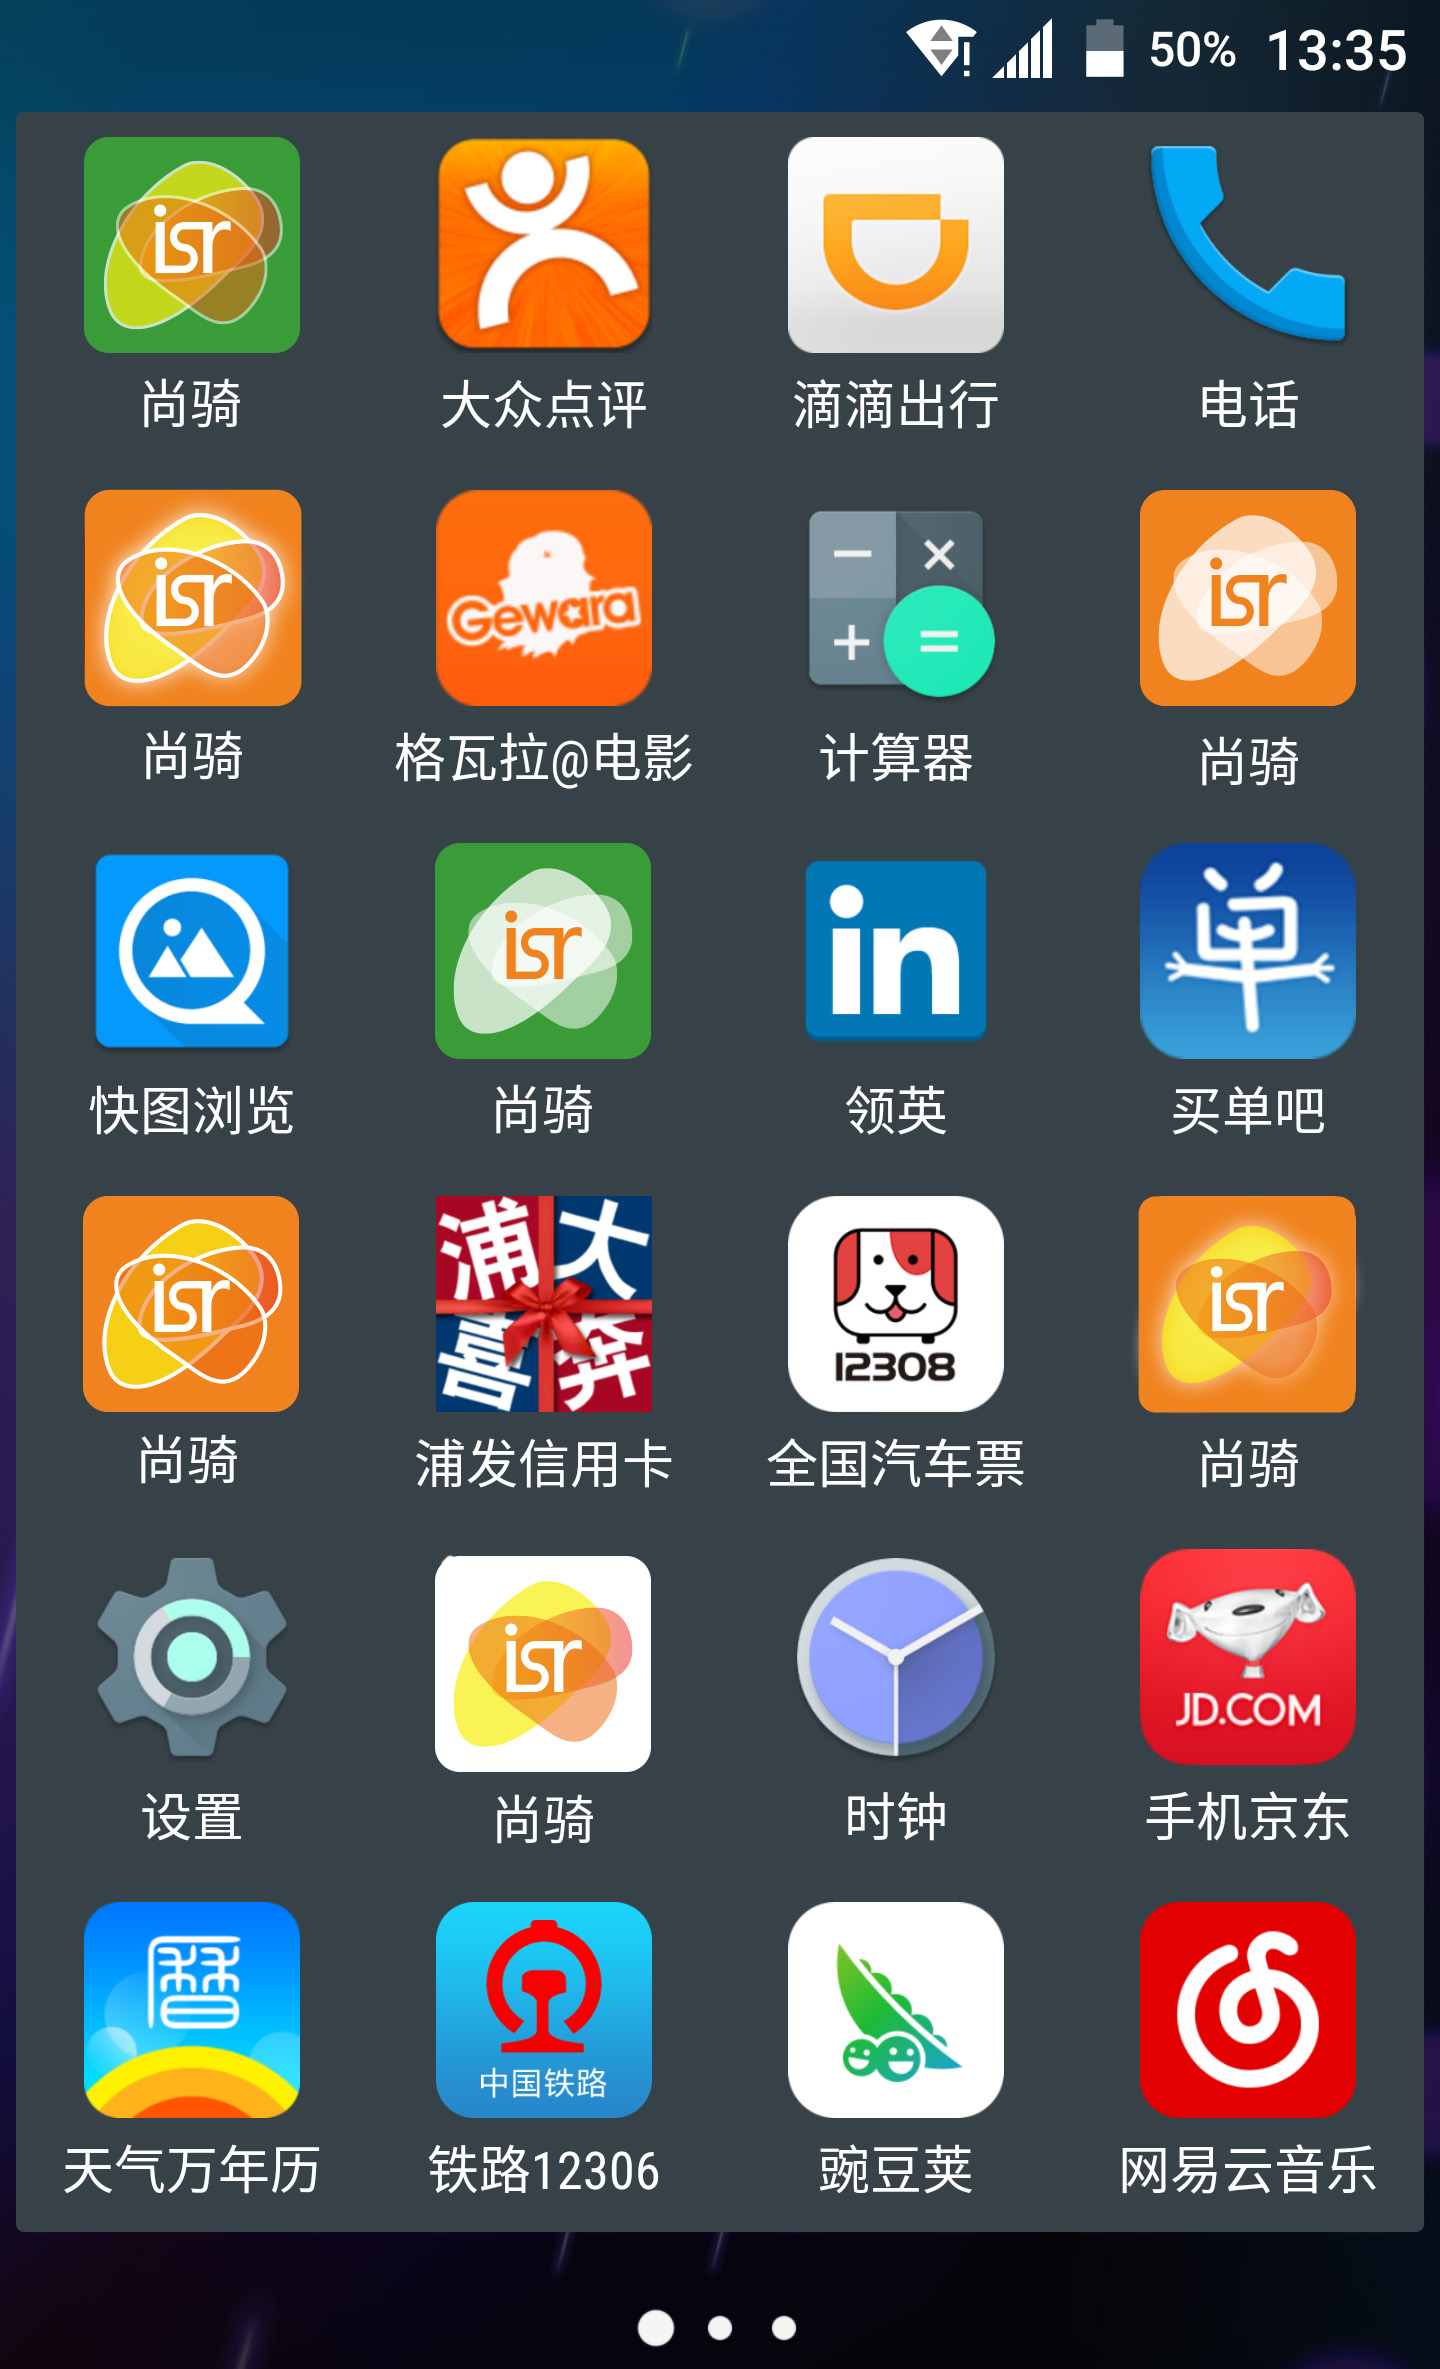 50% 13:35
isr
尚骑
大众点评
滴滴出行
电话
isr
Gewara
isr
尚骑
格瓦拉@电影
计算器
尚骑
isr
in
单
快图浏览
尚骑
领英
买单吧
isr
浦大
喜奔
12308
isr
尚骑
浦发信用卡
全国汽车票
尚骑
isr
JD.COM
设置
尚骑
时钟
手机京东
曆
中国铁路
天气万年历
铁路12306
豌豆荚
网易云音乐